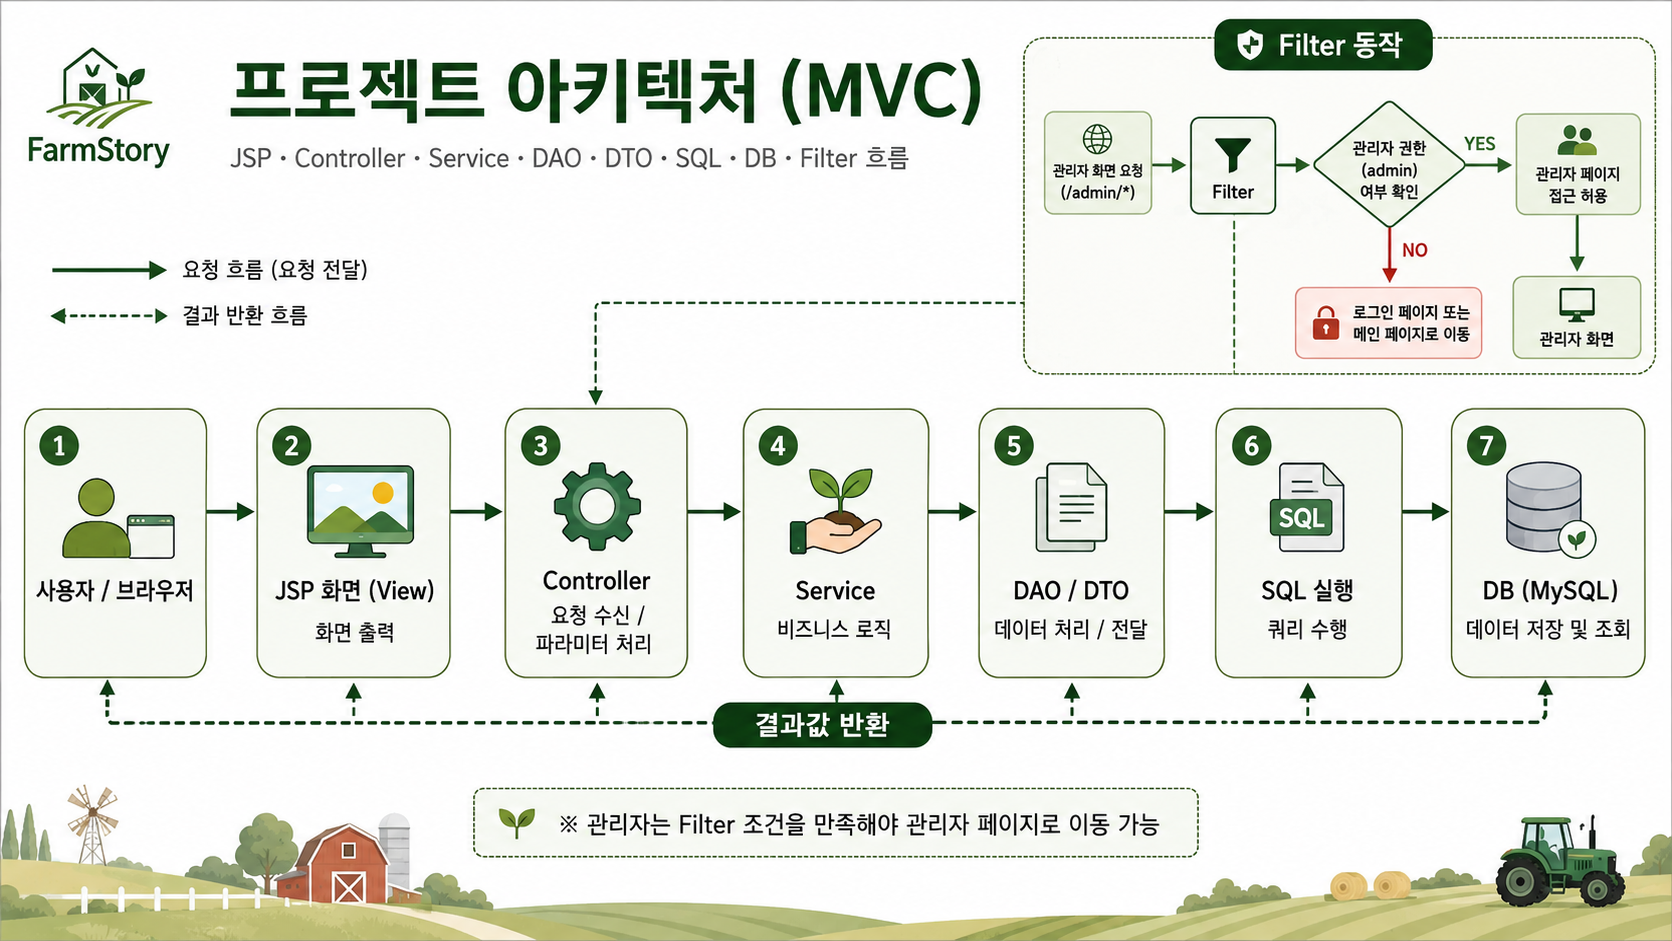 FarmStory
프로젝트 아키텍처 (MVC)
JSP · Controller · Service · DAO · DTO · SQL · DB · Filter 흐름
요청 흐름 (요청 전달)
결과 반환 흐름
Filter 동작
관리자 화면 요청
(/admin/*)
Filter
관리자 권한
(admin)
여부 확인
YES
관리자 페이지
접근 허용
NO
로그인 페이지 또는
메인 페이지로 이동
관리자 화면
1
사용자 / 브라우저
2
JSP 화면 (View)
화면 출력
3
Controller
요청 수신 /
파라미터 처리
4
Service
비즈니스 로직
5
DAO / DTO
데이터 처리 / 전달
6
SQL
SQL 실행
쿼리 수행
7
DB (MySQL)
데이터 저장 및 조회
결과값 반환
※ 관리자는 Filter 조건을 만족해야 관리자 페이지로 이동 가능